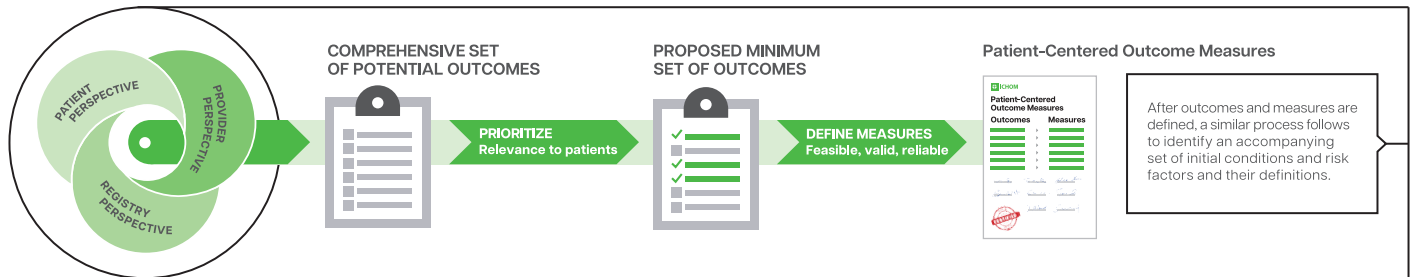 PATIENT
PERSPECTIVE
PROVIDER
PERSPECTIVE
REGISTRY
PERSPECTIVE
COMPREHENSIVE SET
OF POTENTIAL OUTCOMES
PRIORITIZE
Relevance to patients
PROPOSED MINIMUM
SET OF OUTCOMES
DEFINE MEASURES
Feasible, valid, reliable
Patient-Centered Outcome Measures
ICHOM
Patient-Centered
Outcome Measures
Outcomes Measures
CERTIFIED
After outcomes and measures are
defined, a similar process follows
to identify an accompanying
set of initial conditions and risk
factors and their definitions.